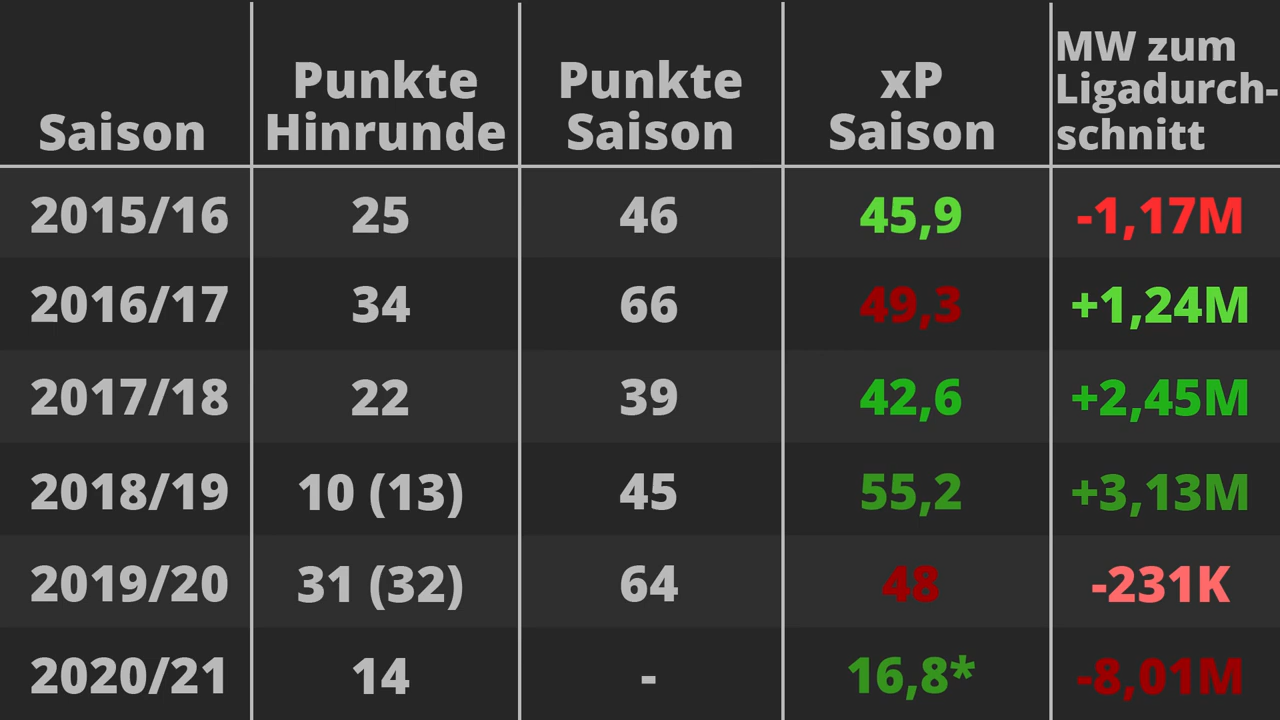 Saison Punkte Hinrunde Punkte Saison xP Saison MW zum Ligadurch-schnitt
2015/16 25 46 45,9 -1,17M
2016/17 34 66 49,3 +1,24M
2017/18 22 39 42,6 +2,45M
2018/19 10 (13) 45 55,2 +3,13M
2019/20 31 (32) 64 48 -231K
2020/21 14 - 16,8* -8,01M